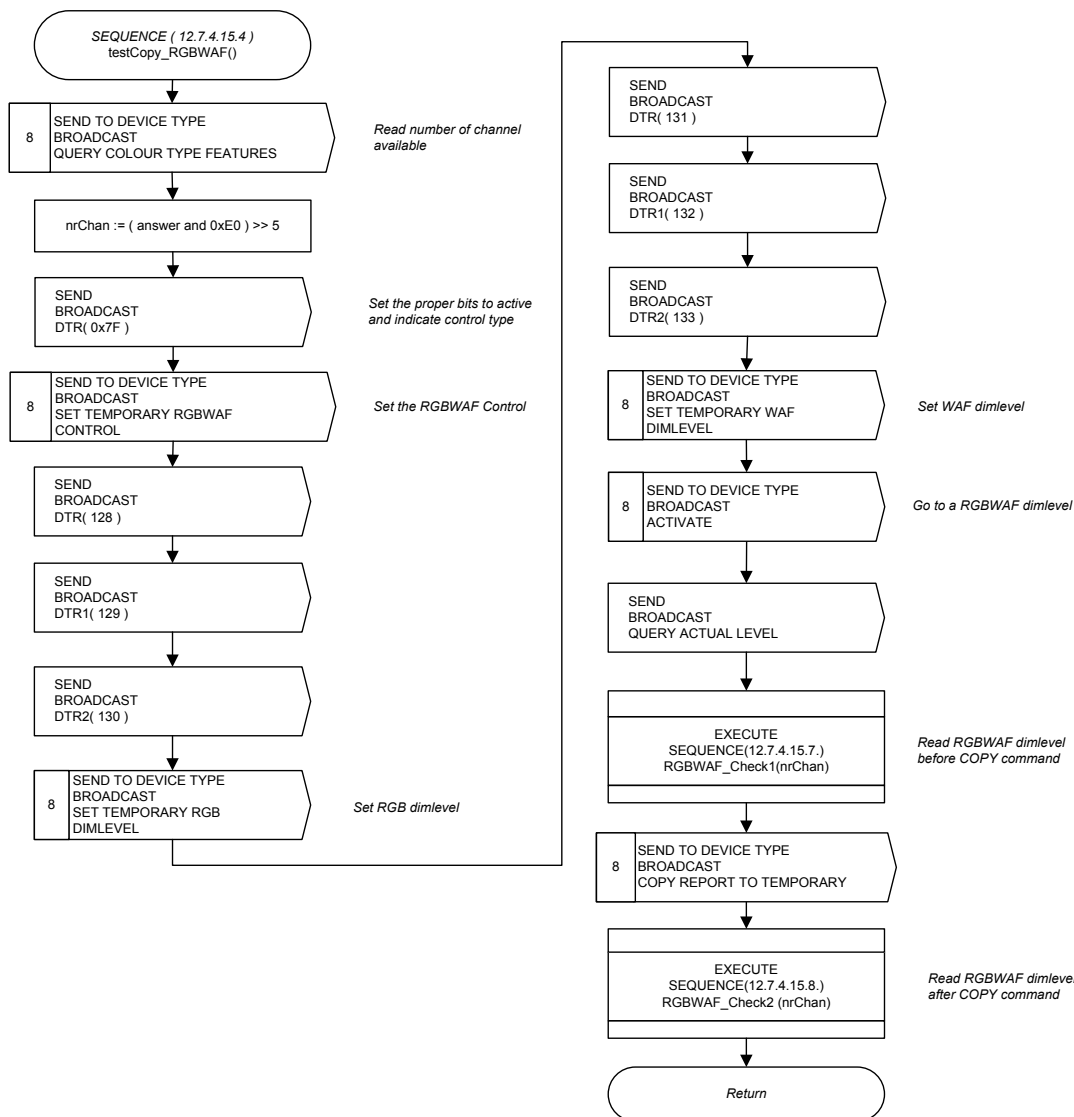 SEQUENCE ( 12.7.4.15.4 )
testCopy_RGBWAF()
8
SEND TO DEVICE TYPE
BROADCAST
QUERY COLOUR TYPE FEATURES
Read number of channel
available
nrChan := ( answer and 0xE0 ) >> 5
SEND
BROADCAST
DTR( 0x7F )
Set the proper bits to active
and indicate control type
8
SEND TO DEVICE TYPE
BROADCAST
SET TEMPORARY RGBWAF
CONTROL
Set the RGBWAF Control
SEND
BROADCAST
DTR( 128 )
SEND
BROADCAST
DTR1( 129 )
SEND
BROADCAST
DTR2( 130 )
8
SEND TO DEVICE TYPE
BROADCAST
SET TEMPORARY RGB
DIMLEVEL
Set RGB dimlevel
SEND
BROADCAST
DTR( 131 )
SEND
BROADCAST
DTR1( 132 )
SEND
BROADCAST
DTR2( 133 )
8
SEND TO DEVICE TYPE
BROADCAST
SET TEMPORARY WAF
DIMLEVEL
Set WAF dimlevel
8
SEND TO DEVICE TYPE
BROADCAST
ACTIVATE
Go to a RGBWAF dimlevel
SEND
BROADCAST
QUERY ACTUAL LEVEL
EXECUTE
SEQUENCE(12.7.4.15.7.)
RGBWAF_Check1(nrChan)
Read RGBWAF dimlevel
before COPY command
8
SEND TO DEVICE TYPE
BROADCAST
COPY REPORT TO TEMPORARY
EXECUTE
SEQUENCE(12.7.4.15.8.)
RGBWAF_Check2 (nrChan)
Read RGBWAF dimlevel
after COPY command
Return